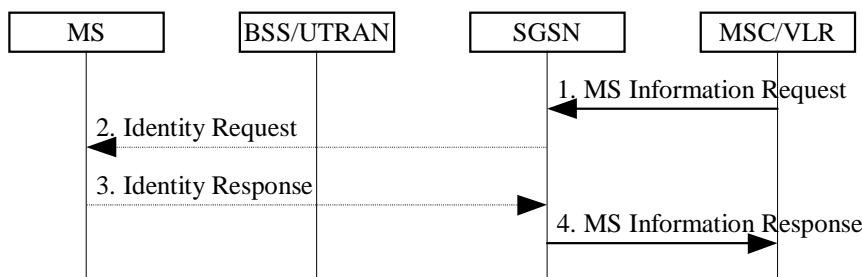 MS
BSS/UTRAN
SGSN
MSC/VLR
1. MS Information Request
2. Identity Request
3. Identity Response
4. MS Information Response